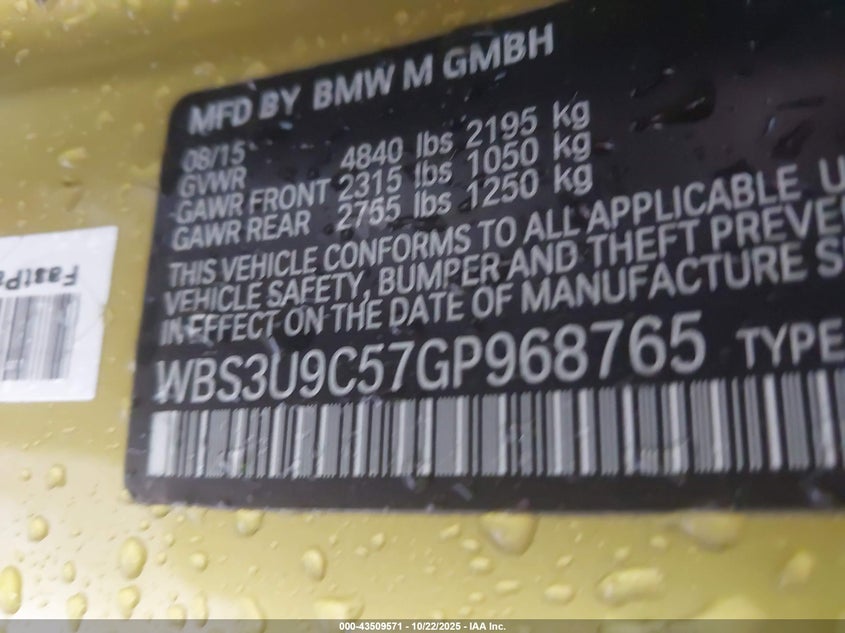 MFD BY BMW M GMBH
08/15
GVWR 4840 lbs 2195 kg
GAWR FRONT 2315 lbs 1050 kg
GAWR REAR 2755 lbs 1250 kg
THIS VEHICLE CONFORMS TO ALL APPLICABLE U
VEHICLE SAFETY, BUMPER AND THEFT PREVE
IN EFFECT ON THE DATE OF MANUFACTURE S
WBS3U9C57GP968765 TYPE
FastPa
000-43509571 | 10/22/2025 | © IAA Inc.